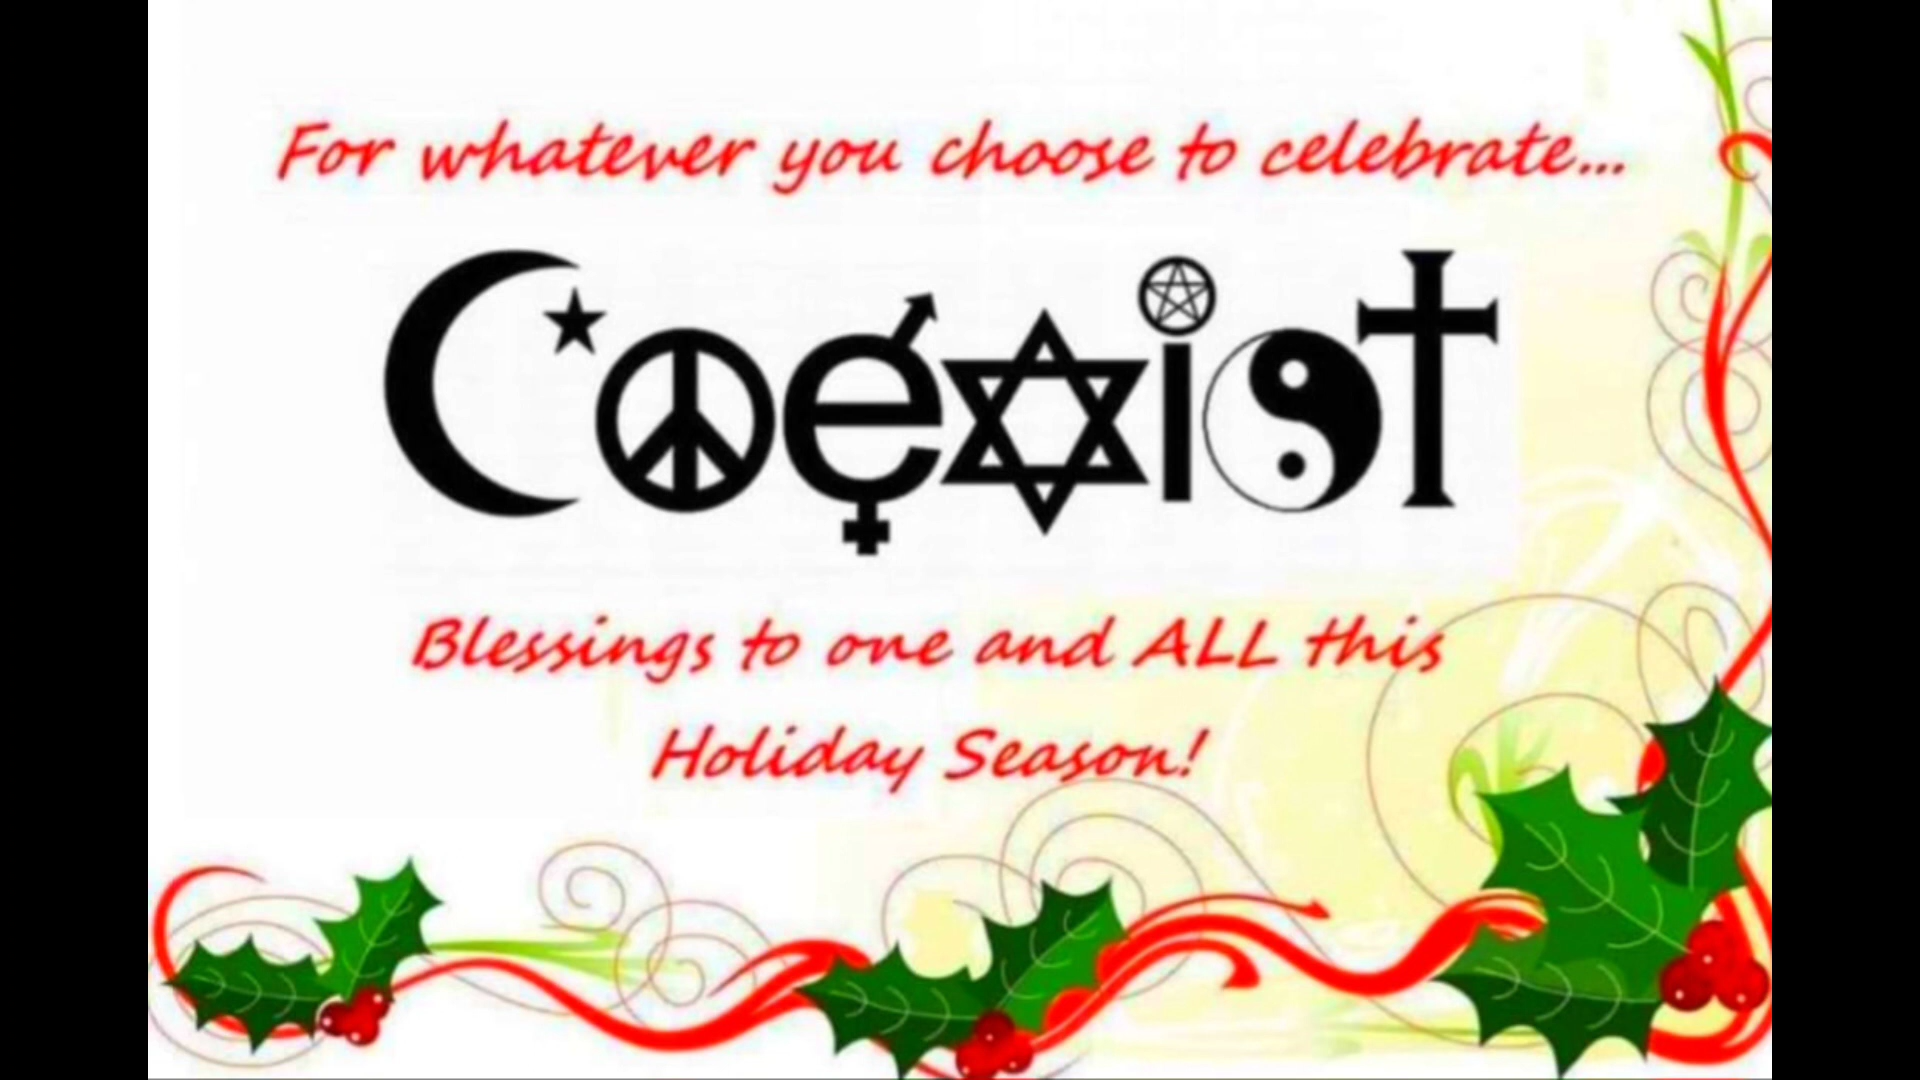 For whatever you choose to celebrate...
Coexist
Blessings to one and ALL this
Holiday Season!